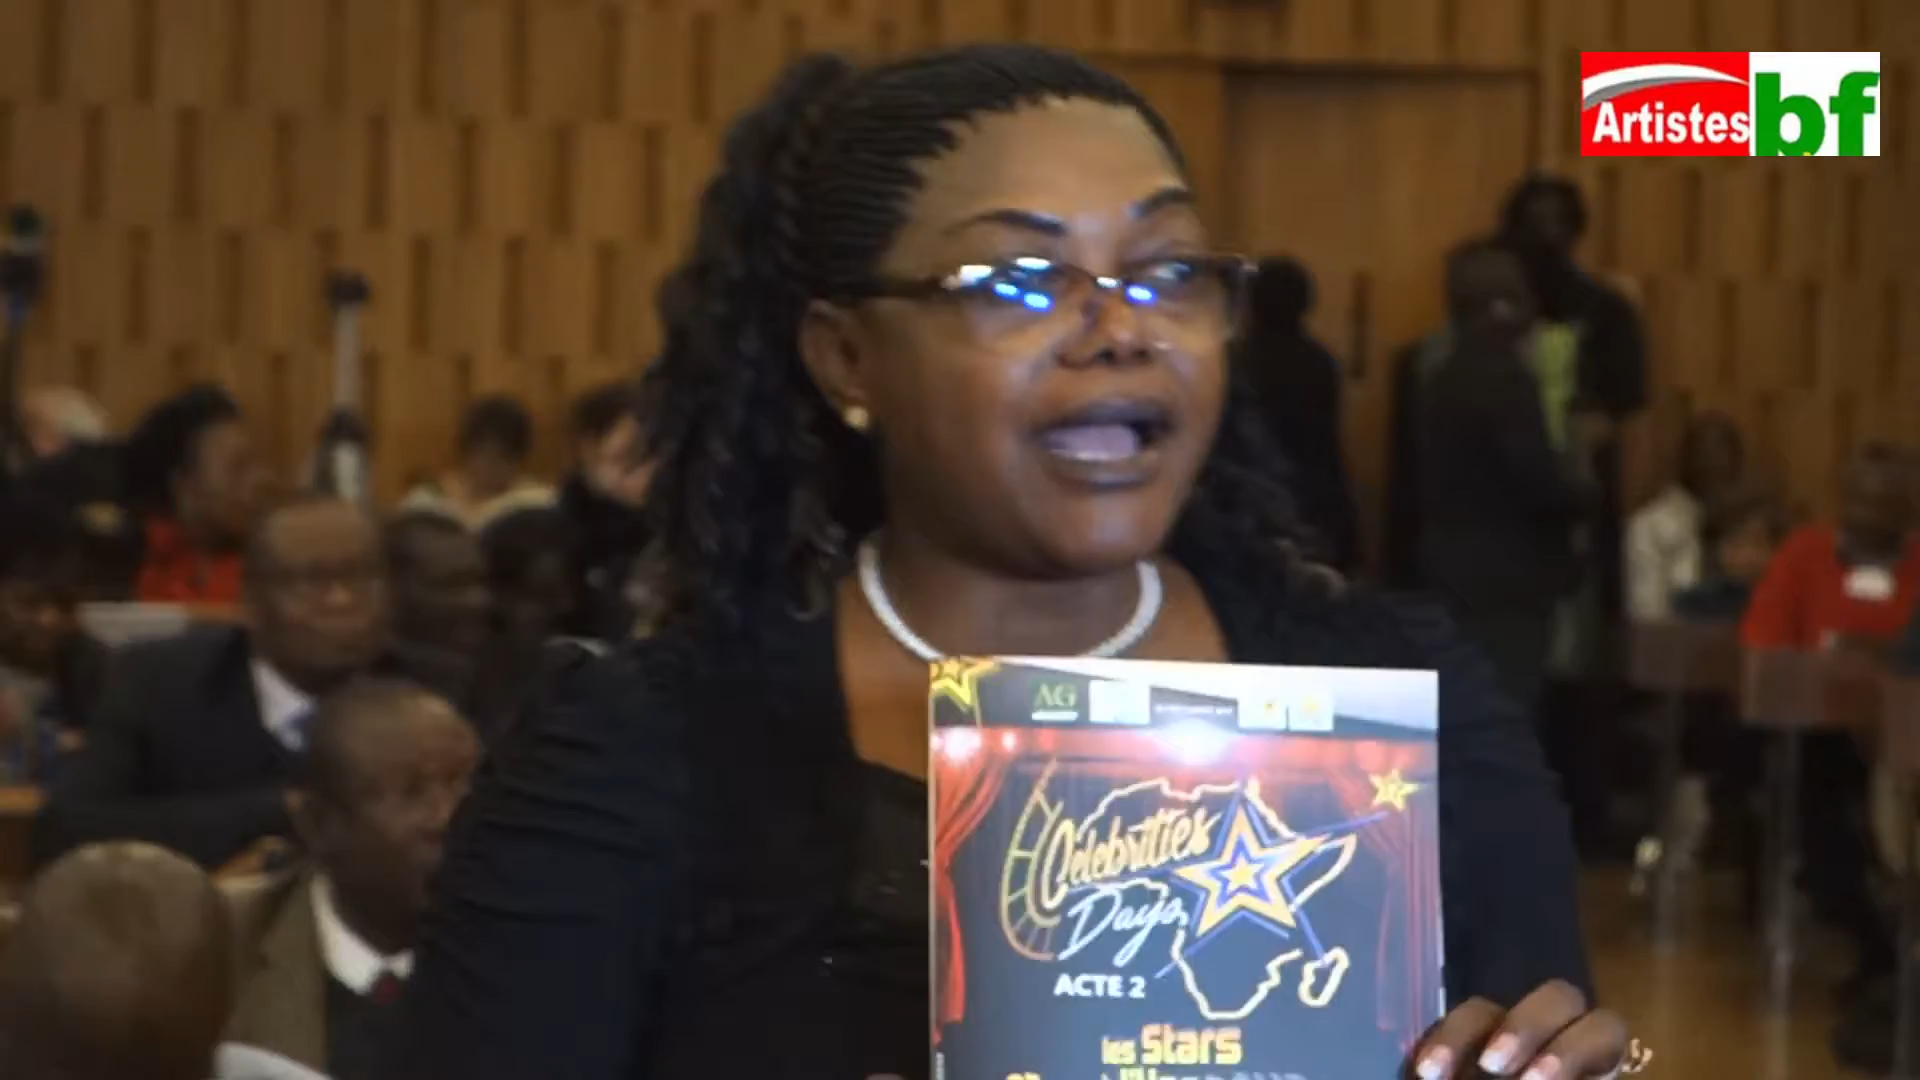 Artistes bf
AG
Celebrities
Days
ACTE 2
les Stars